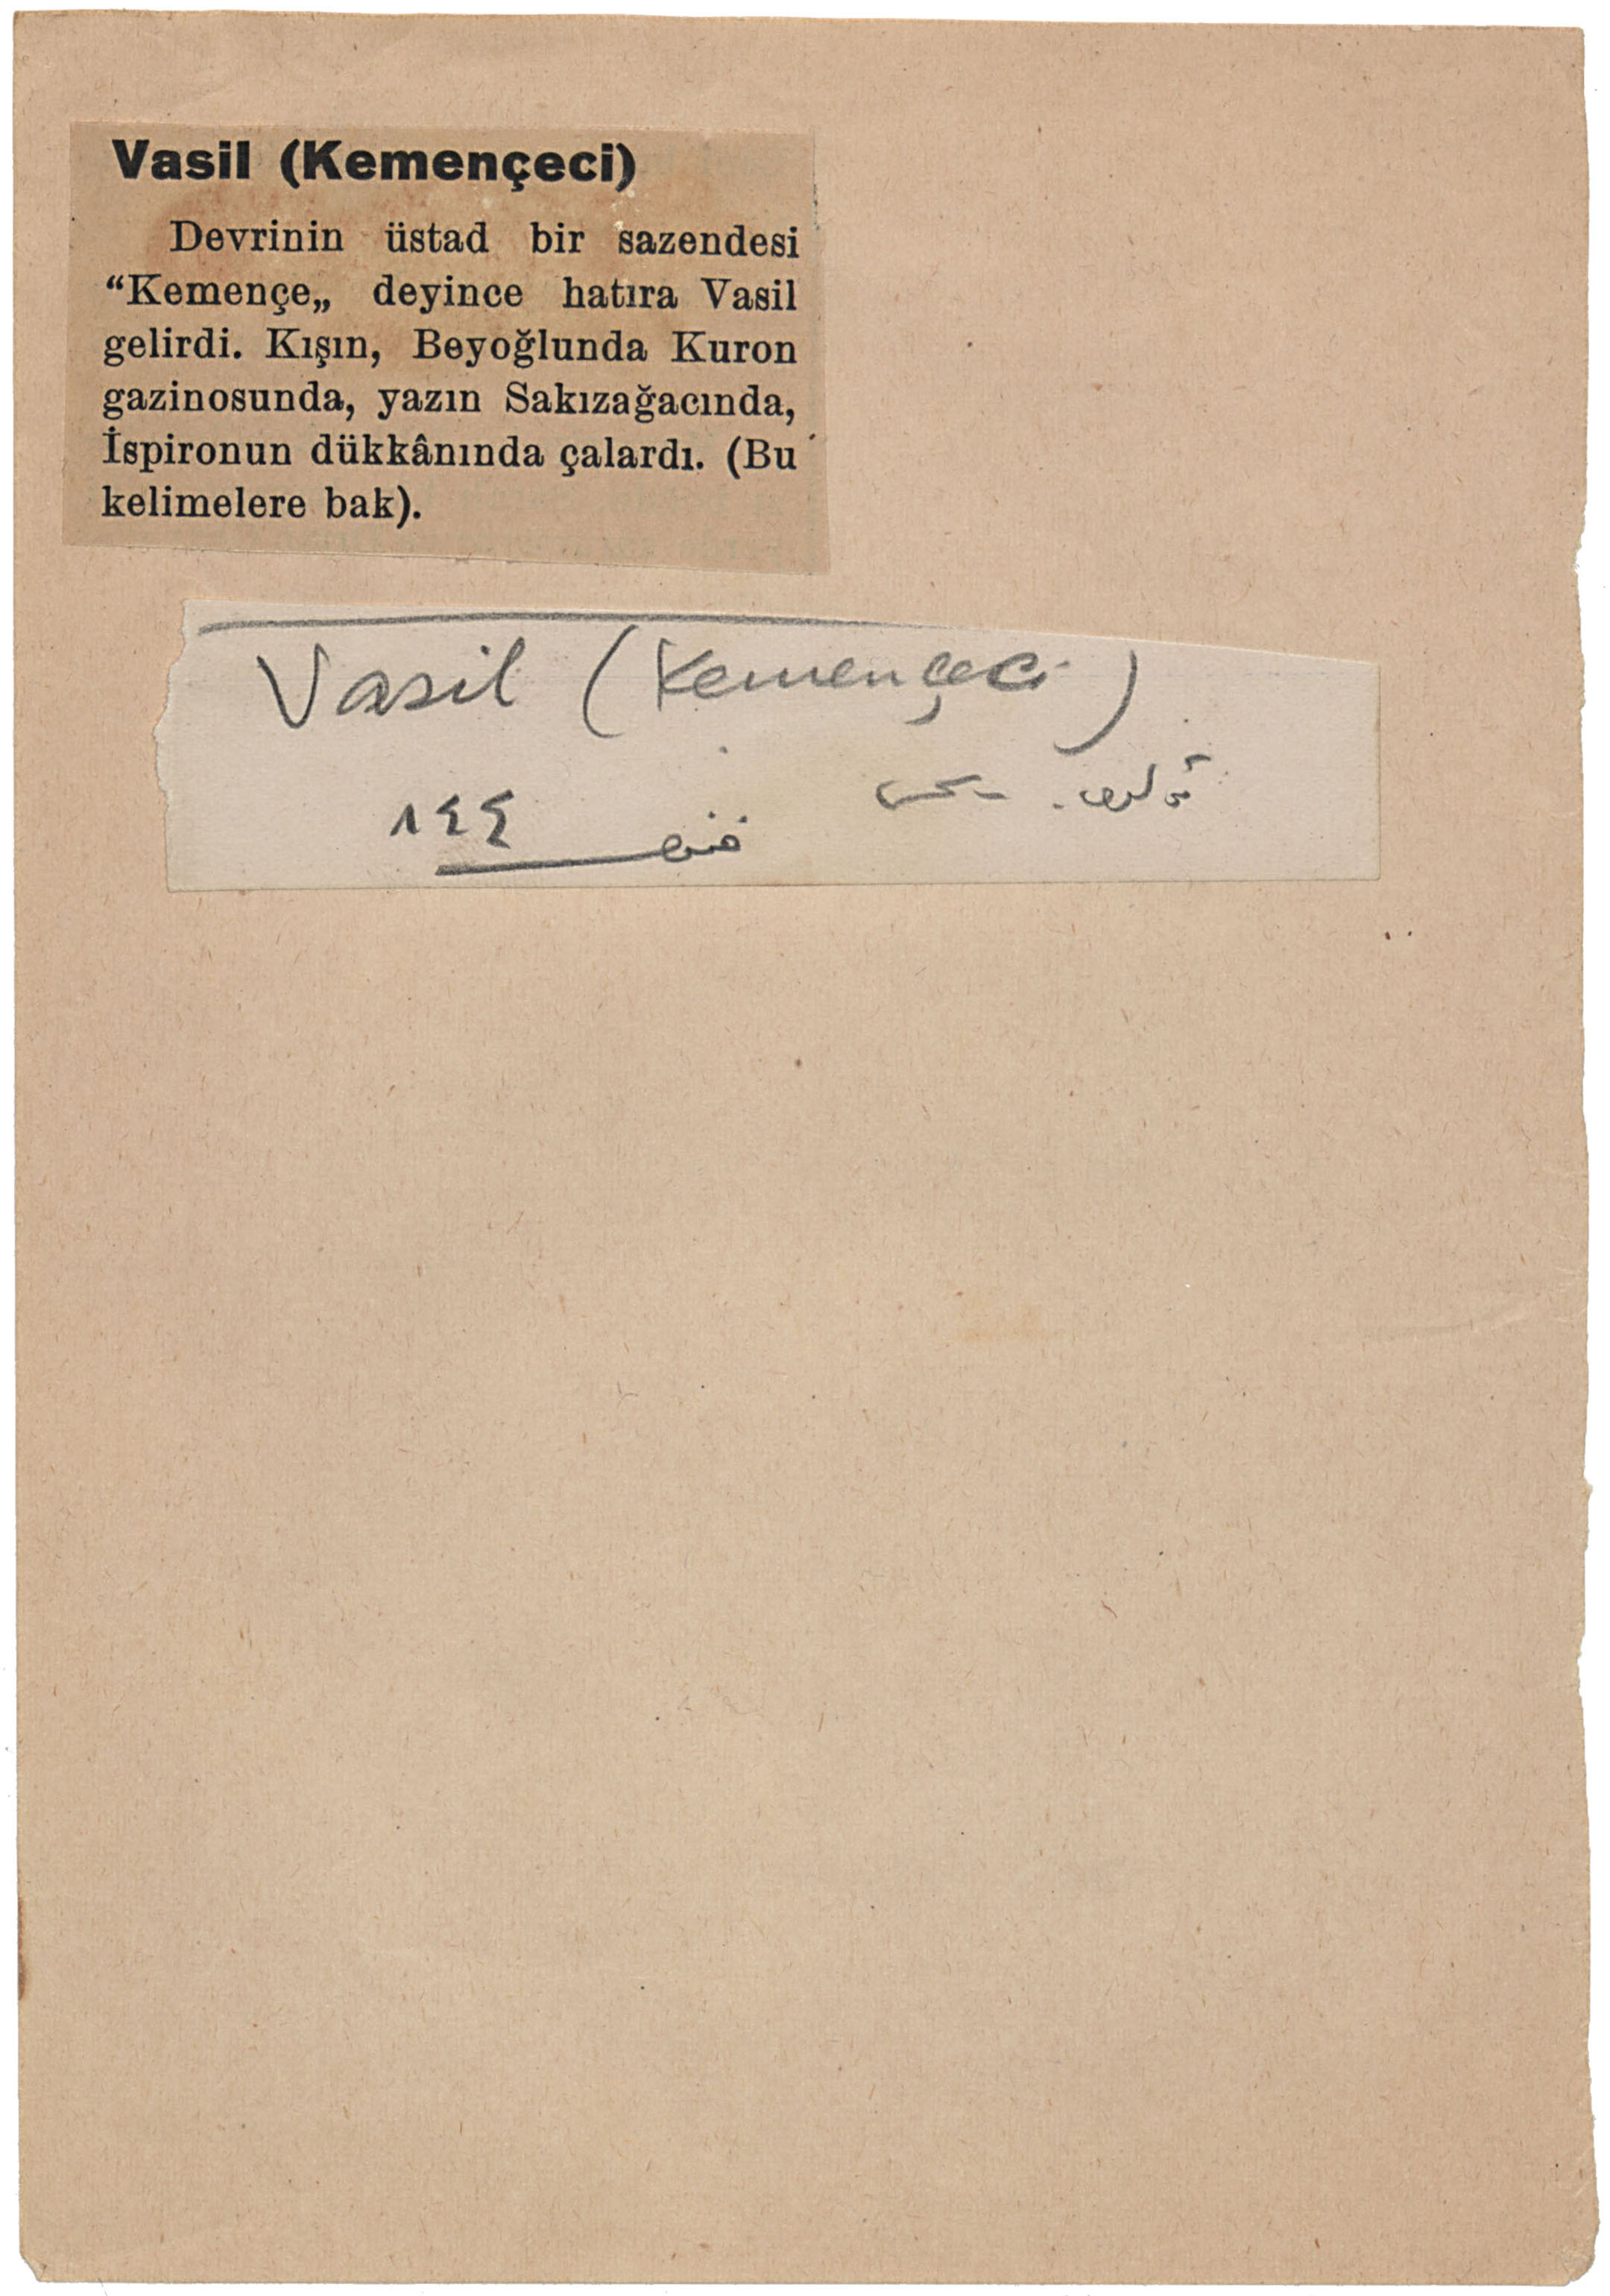 Vasil (Kemençeci)
Devrinin üstad bir sazendesi
“Kemençe„ deyince hatıra Vasil
gelirdi. Kışın, Beyoğlunda Kuron
gazinosunda, yazın Sakızağacında,
İspironun dükkânında çalardı. (Bu
kelimelere bak).
Vasil (Kemençeci)
٨٤٤